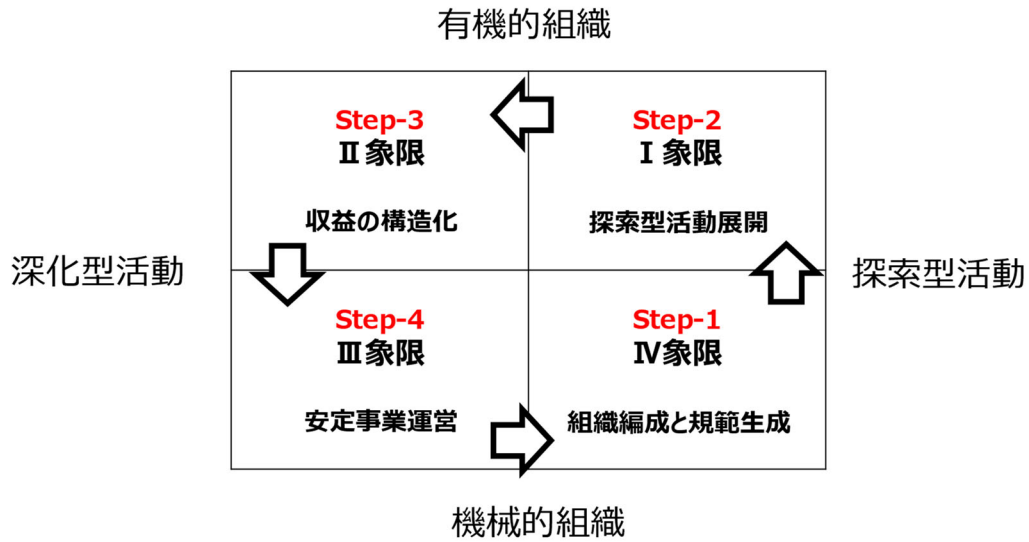 有機的組織
Step-3
Ⅱ象限
収益の構造化
Step-2
Ⅰ象限
探索型活動展開
深化型活動
探索型活動
Step-4
Ⅲ象限
安定事業運営
Step-1
Ⅳ象限
組織編成と規範生成
機械的組織